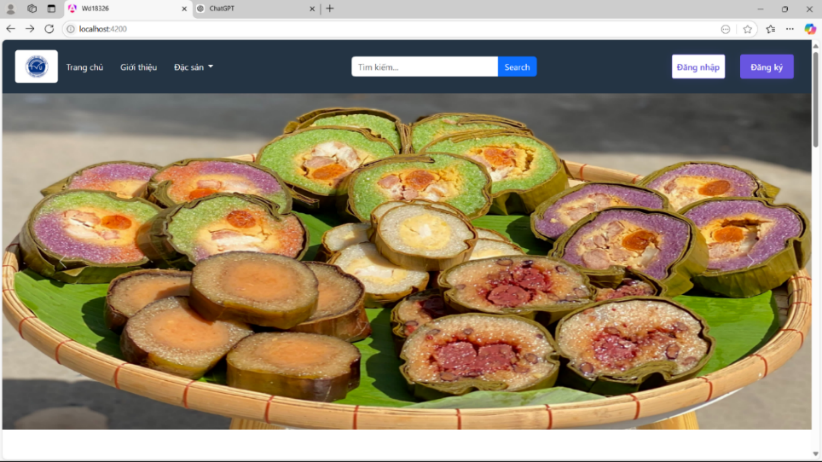 Wd18326
ChatGPT
localhost:4200
Trang chủ
Giới thiệu
Đặc sản
Tìm kiếm...
Search
Đăng nhập
Đăng ký